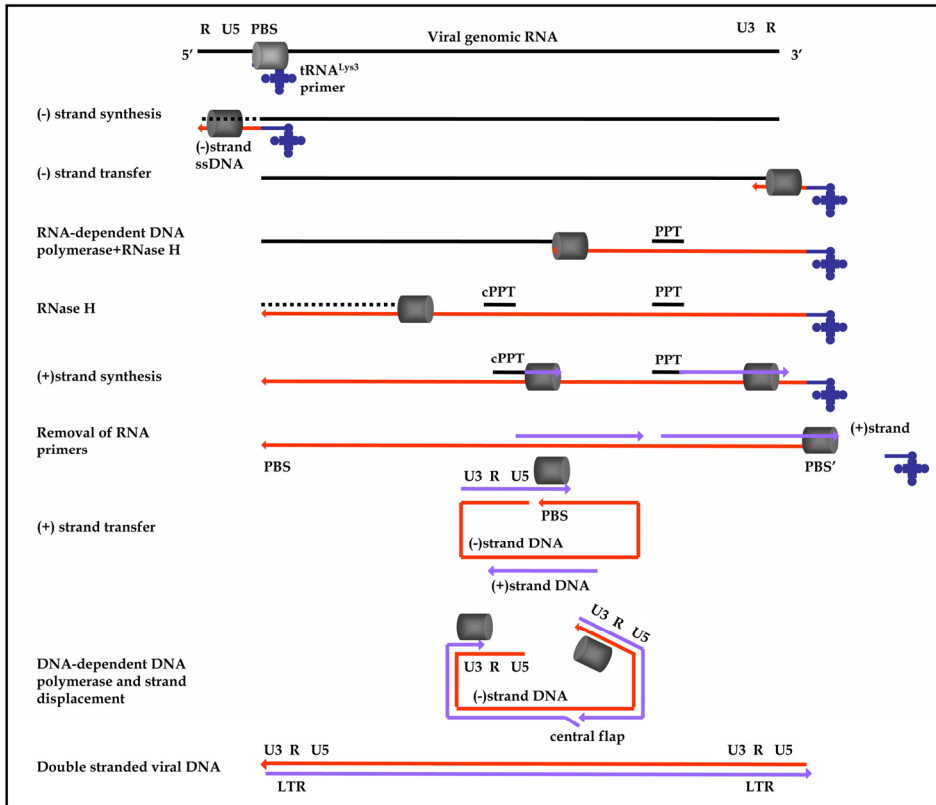 R U5 PBS
Viral genomic RNA
U3 R
5′
3′
tRNALys3
primer
(-) strand synthesis
(-)strand
ssDNA
(-) strand transfer
RNA-dependent DNA
polymerase+RNase H
PPT
RNase H
cPPT
PPT
(+)strand synthesis
cPPT
PPT
Removal of RNA
primers
(+)strand
PBS
PBS′
U3 R U5
(+) strand transfer
PBS
(-)strand DNA
(+)strand DNA
U3 R U5
DNA-dependent DNA
polymerase and strand
displacement
U3 R U5
(-)strand DNA
central flap
U3 R U5
U3 R U5
Double stranded viral DNA
LTR
LTR